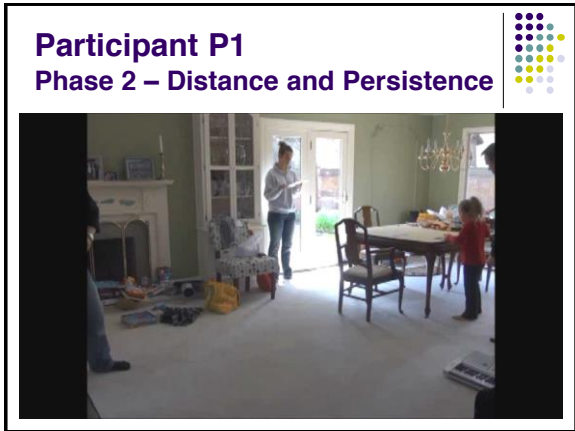 Participant P1
Phase 2 – Distance and Persistence